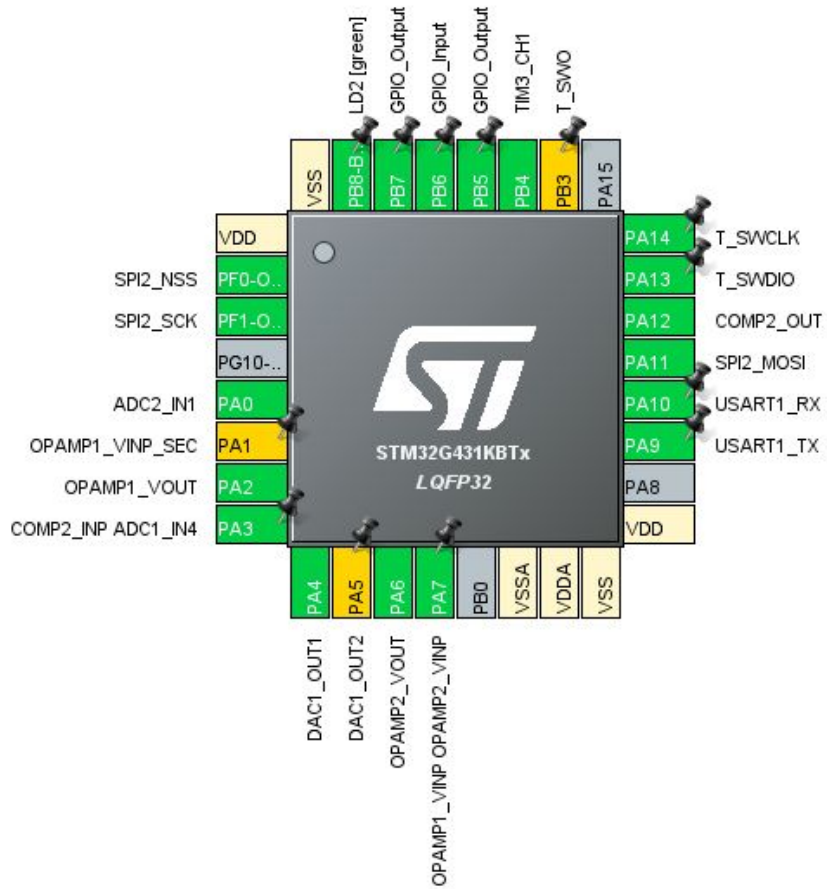 LD2 [green]
GPIO_Output
GPIO_Input
GPIO_Output
TIM3_CH1
T_SWO
VSS
PB8-B..
PB7
PB6
PB5
PB4
PB3
PA15
VDD
SPI2_NSS PF0-O..
SPI2_SCK PF1-O..
PG10-..
ADC2_IN1 PA0
OPAMP1_VINP_SEC PA1
OPAMP1_VOUT PA2
COMP2_INP ADC1_IN4 PA3
PA14 T_SWCLK
PA13 T_SWDIO
PA12 COMP2_OUT
PA11 SPI2_MOSI
PA10 USART1_RX
PA9 USART1_TX
PA8
VDD
ST
STM32G431KBTx
LQFP32
PA4
PA5
PA6
PA7
PB0
VSSA
VDDA
VSS
DAC1_OUT1
DAC1_OUT2
OPAMP2_VOUT
OPAMP1_VINP OPAMP2_VINP